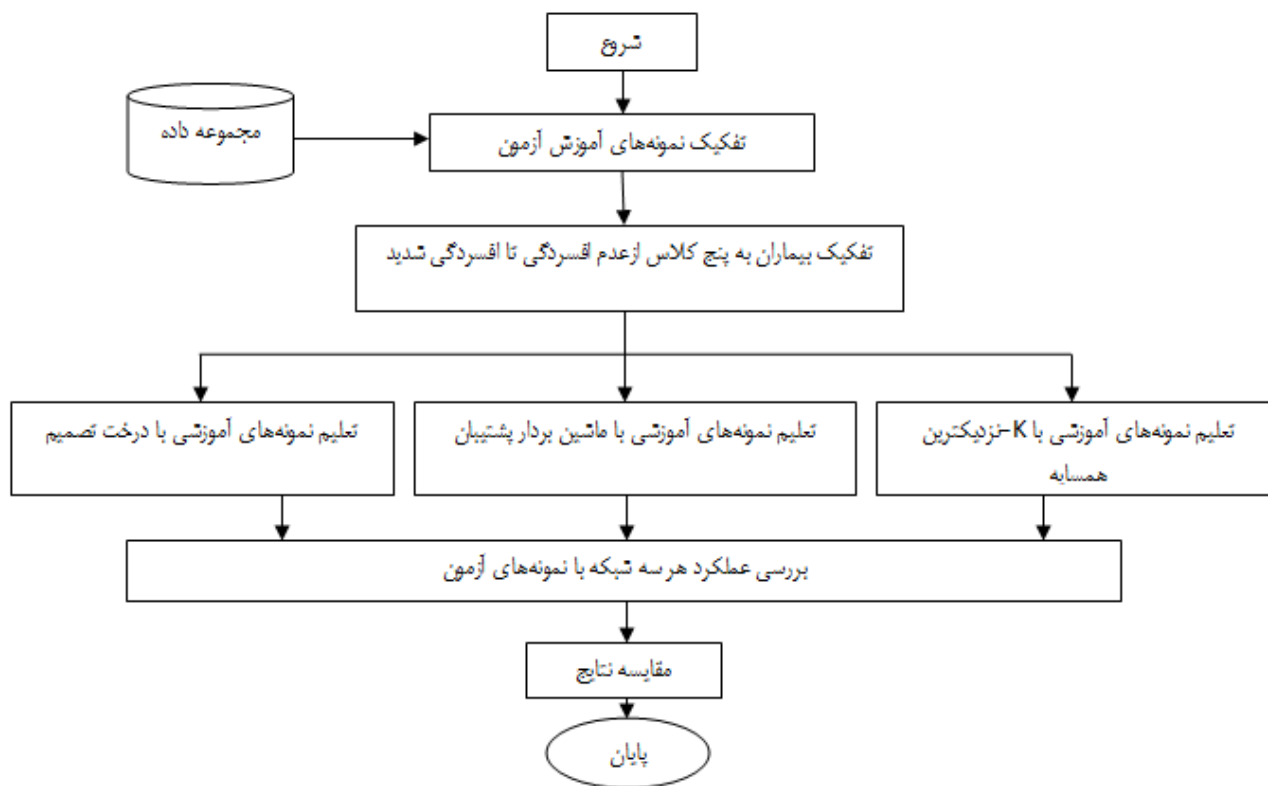 شروع
مجموعه داده
تفکیک نمونه‌های آموزش آزمون
تفکیک بیماران به پنج کلاس ازعدم افسردگی تا افسردگی شدید
تعلیم نمونه‌های آموزشی با K-نزدیکترین
همسایه
تعلیم نمونه‌های آموزشی با ماشین بردار پشتیبان
تعلیم نمونه‌های آموزشی با درخت تصمیم
بررسی عملکرد هر سه شبکه با نمونه‌های آزمون
مقایسه نتایج
پایان